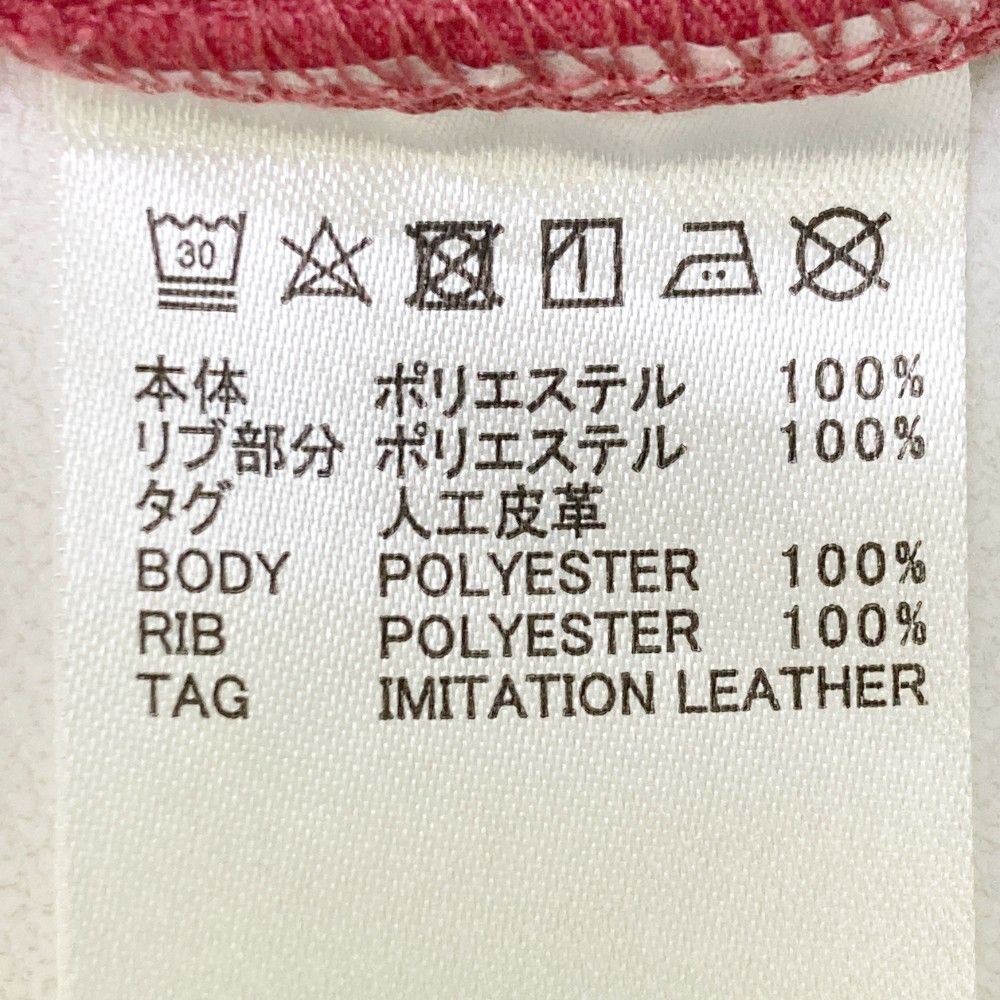 30
本体 ポリエステル 100%
リブ部分 ポリエステル 100%
タグ 人工皮革
BODY POLYESTER 100%
RIB POLYESTER 100%
TAG IMITATION LEATHER